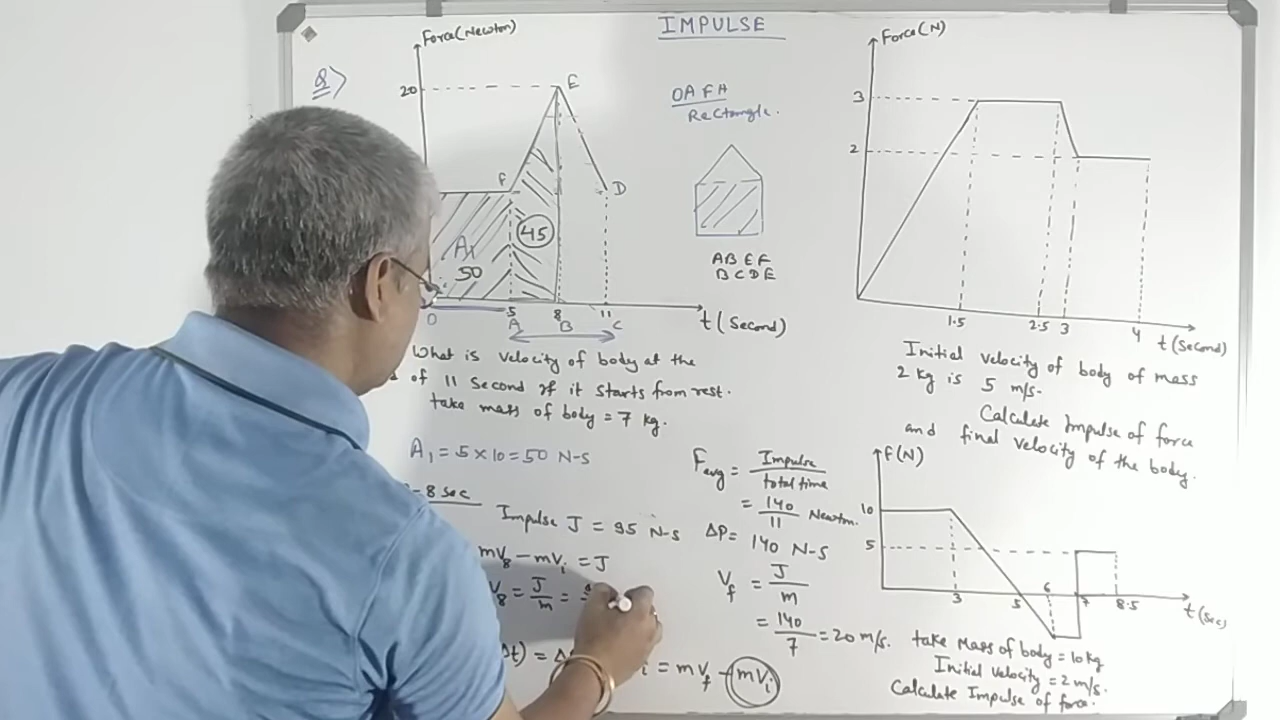 IMPULSE
Q>
Force(Newton)
20
E
F
D
A1
50
45
0
5
8
11
A
B
C
t (Second)
OAFH
Rectangle.
ABEF
BCDE
What is velocity of body at the
of 11 Second if it starts from rest.
take mass of body = 7 kg.
A1 = 5 × 10 = 50 N-S
8 sec
Impulse J = 95 N-S
mV8 - mVi = J
V8 = J/m =
Δt) =
= mVf - mVi
Favg = Impulse / total time
= 140/11 Newton.
ΔP = 140 N-S
Vf = J/m
= 140/7 = 20 m/s.
Force(N)
3
2
1.5
2.5
3
4
t (Second)
Initial velocity of body of mass
2 kg is 5 m/s.
Calculate Impulse of force
and final velocity of the body.
F(N)
10
5
3
5
6
7
8.5
t(Sec)
take Mass of body = 10kg
Initial velocity = 2 m/s.
Calculate Impulse of force.